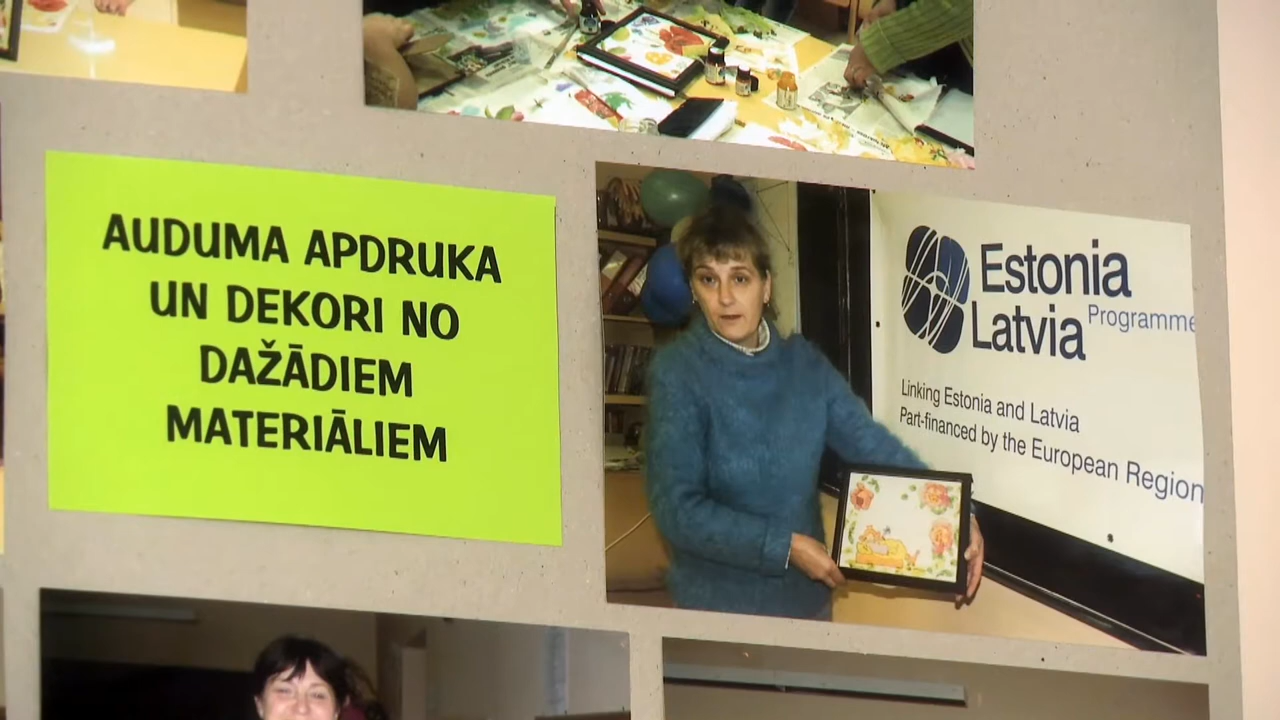 AUDUMA APDRUKA
UN DEKORI NO
DAŽĀDIEM
MATERIĀLIEM
Estonia
Latvia Programme
Linking Estonia and Latvia
Part-financed by the European Region